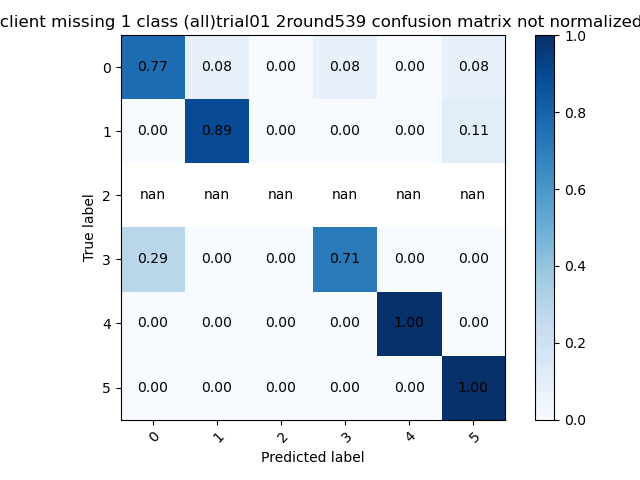 client missing 1 class (all)trial01 2round539 confusion matrix not normalized
True label
0 0.77 0.08 0.00 0.08 0.00 0.08
1 0.00 0.89 0.00 0.00 0.00 0.11
2 nan nan nan nan nan nan
3 0.29 0.00 0.00 0.71 0.00 0.00
4 0.00 0.00 0.00 0.00 1.00 0.00
5 0.00 0.00 0.00 0.00 0.00 1.00
0 1 2 3 4 5
Predicted label
1.0
0.8
0.6
0.4
0.2
0.0